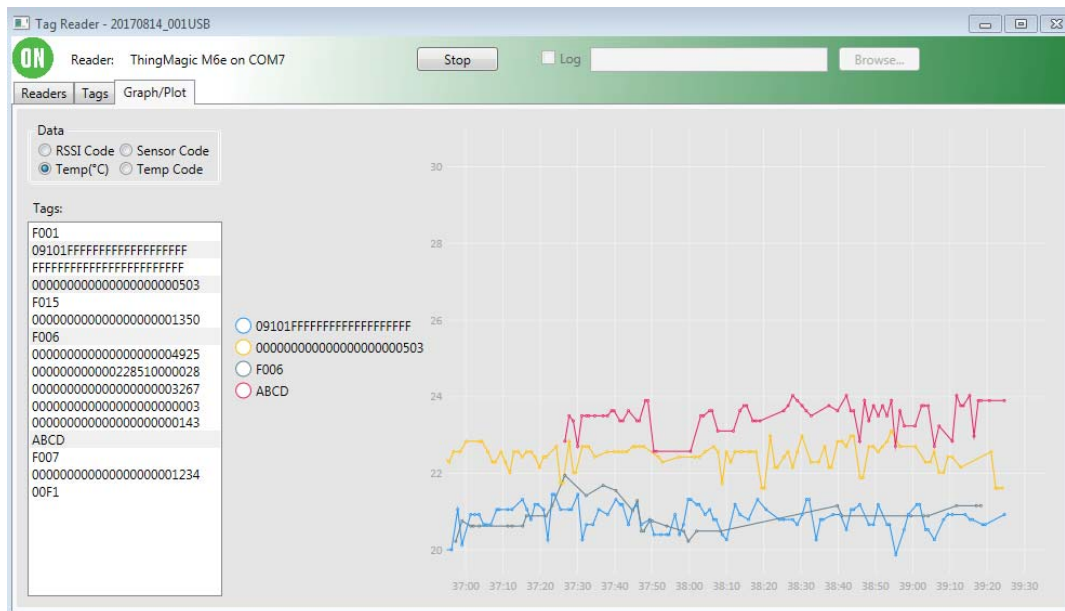 Tag Reader - 20170814_001USB
ON Reader: ThingMagic M6e on COM7 Stop Log Browse...
Readers Tags Graph/Plot
Data
RSSI Code Sensor Code
Temp(°C) Temp Code
Tags:
F001
09101FFFFFFFFFFFFFFFFFFF
FFFFFFFFFFFFFFFFFFFFFFFF
000000000000000000000503
F015
000000000000000000001350
F006
000000000000000000004925
000000000000228510000028
000000000000000000003267
000000000000000000000003
000000000000000000000143
ABCD
F007
000000000000000000001234
00F1
09101FFFFFFFFFFFFFFFFFFF
000000000000000000000503
F006
ABCD
30
28
26
24
22
20
37:00 37:10 37:20 37:30 37:40 37:50 38:00 38:10 38:20 38:30 38:40 38:50 39:00 39:10 39:20 39:30